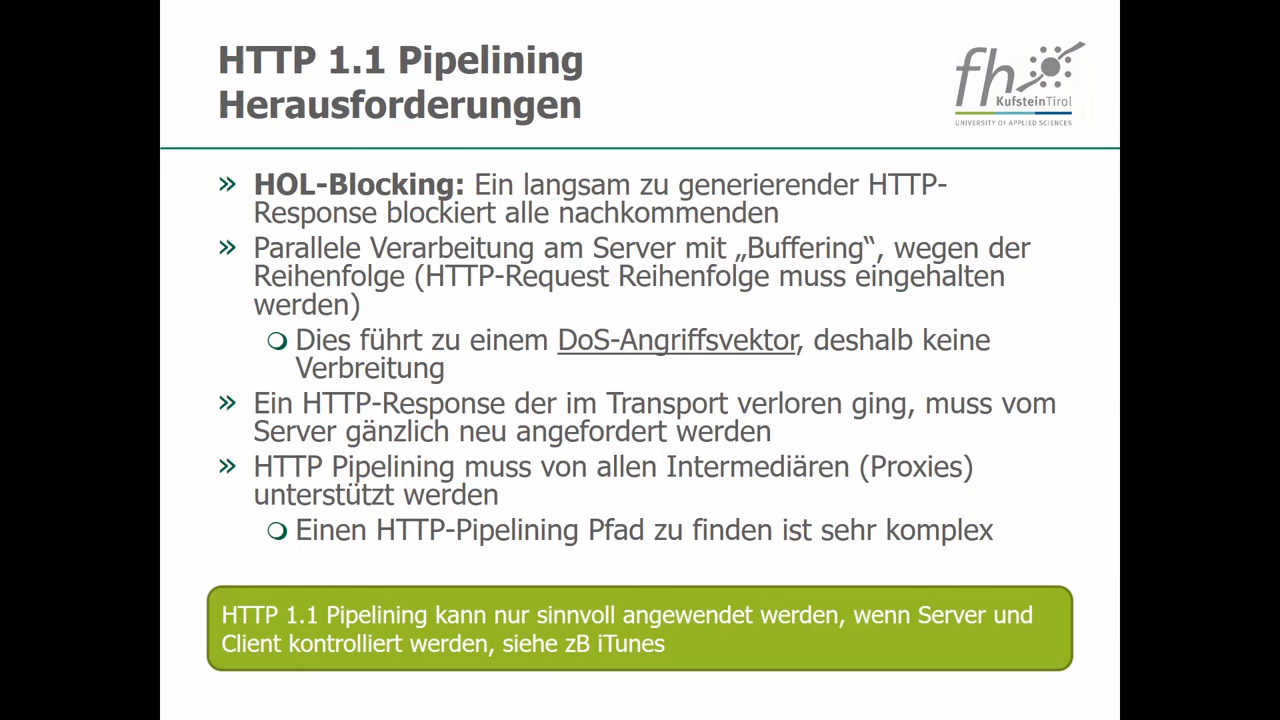 HTTP 1.1 Pipelining
Herausforderungen
fh
KufsteinTirol
UNIVERSITY OF APPLIED SCIENCES
» HOL-Blocking: Ein langsam zu generierender HTTP-
Response blockiert alle nachkommenden
» Parallele Verarbeitung am Server mit „Buffering“, wegen der
Reihenfolge (HTTP-Request Reihenfolge muss eingehalten
werden)
Dies führt zu einem DoS-Angriffsvektor, deshalb keine
Verbreitung
» Ein HTTP-Response der im Transport verloren ging, muss vom
Server gänzlich neu angefordert werden
» HTTP Pipelining muss von allen Intermediären (Proxies)
unterstützt werden
Einen HTTP-Pipelining Pfad zu finden ist sehr komplex
HTTP 1.1 Pipelining kann nur sinnvoll angewendet werden, wenn Server und
Client kontrolliert werden, siehe zB iTunes